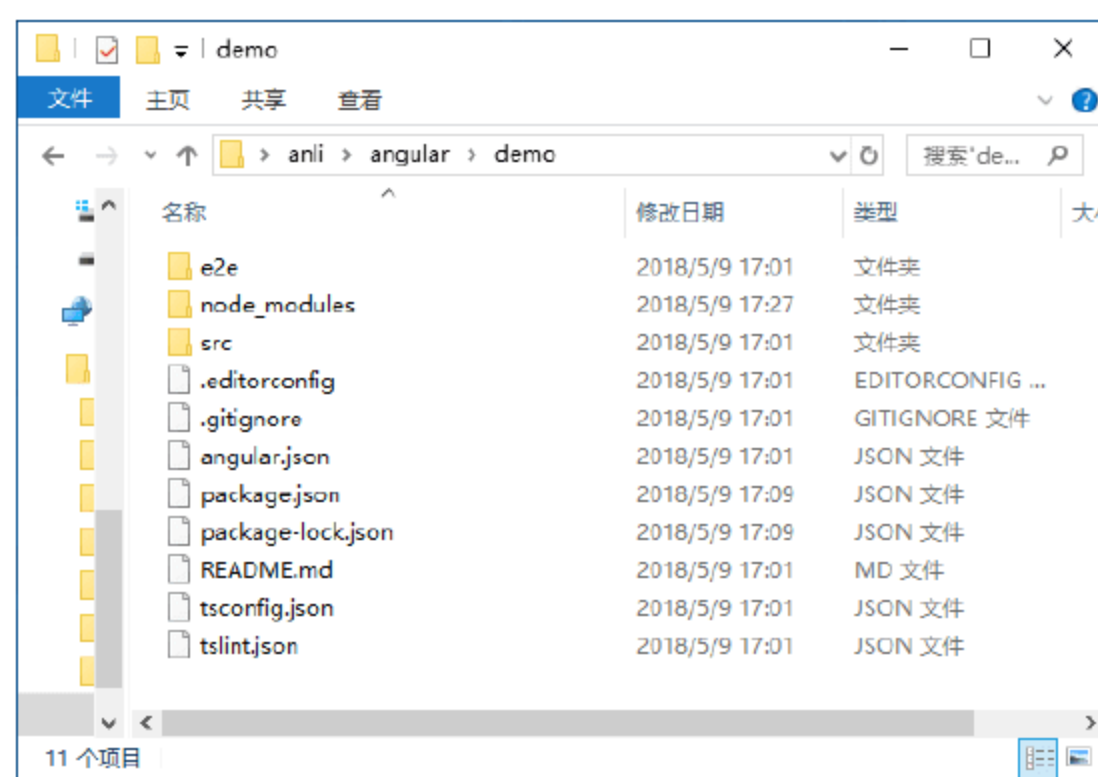 demo
文件 主页 共享 查看
anli > angular > demo 搜索"de...
名称 修改日期 类型
e2e 2018/5/9 17:01 文件夹
node_modules 2018/5/9 17:27 文件夹
src 2018/5/9 17:01 文件夹
.editorconfig 2018/5/9 17:01 EDITORCONFIG ...
.gitignore 2018/5/9 17:01 GITIGNORE 文件
angular.json 2018/5/9 17:01 JSON 文件
package.json 2018/5/9 17:09 JSON 文件
package-lock.json 2018/5/9 17:09 JSON 文件
README.md 2018/5/9 17:01 MD 文件
tsconfig.json 2018/5/9 17:01 JSON 文件
tslint.json 2018/5/9 17:01 JSON 文件
11 个项目